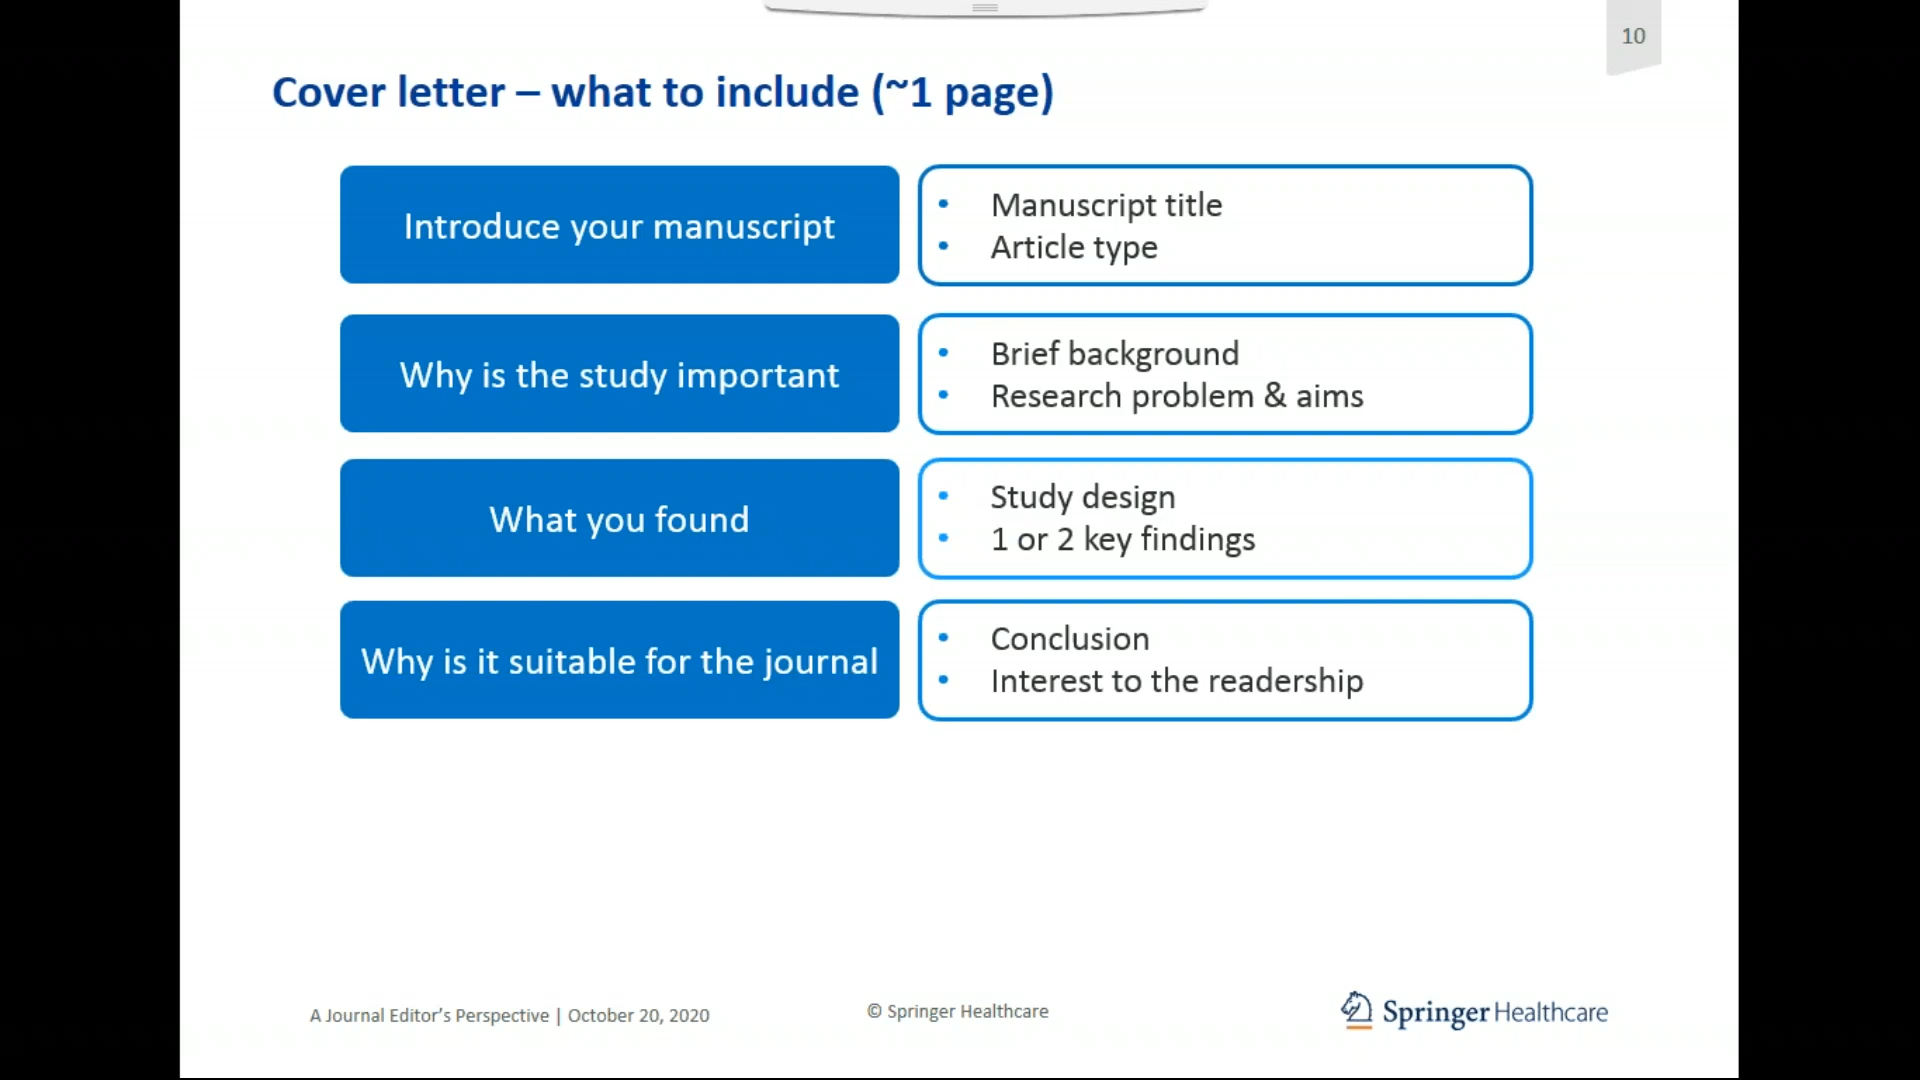 10
Cover letter – what to include (~1 page)
Introduce your manuscript
• Manuscript title
• Article type
Why is the study important
• Brief background
• Research problem & aims
What you found
• Study design
• 1 or 2 key findings
Why is it suitable for the journal
• Conclusion
• Interest to the readership
A Journal Editor’s Perspective | October 20, 2020
© Springer Healthcare
Springer Healthcare